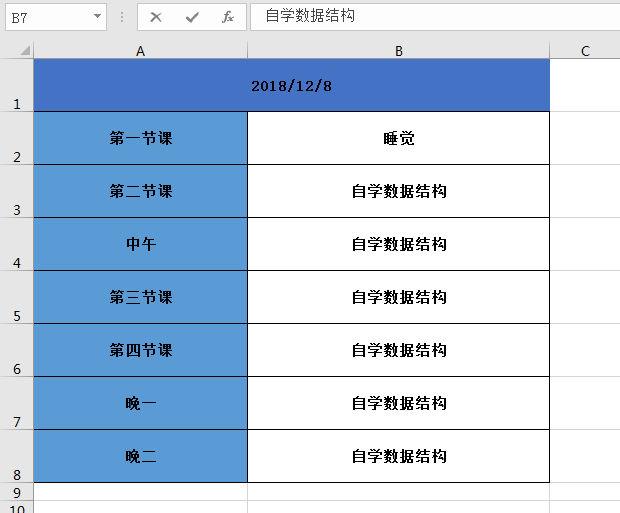 B7
fx
自学数据结构
A B C
1 2018/12/8
2 第一节课 睡觉
3 第二节课 自学数据结构
4 中午 自学数据结构
5 第三节课 自学数据结构
6 第四节课 自学数据结构
7 晚一 自学数据结构
8 晚二 自学数据结构
9
10